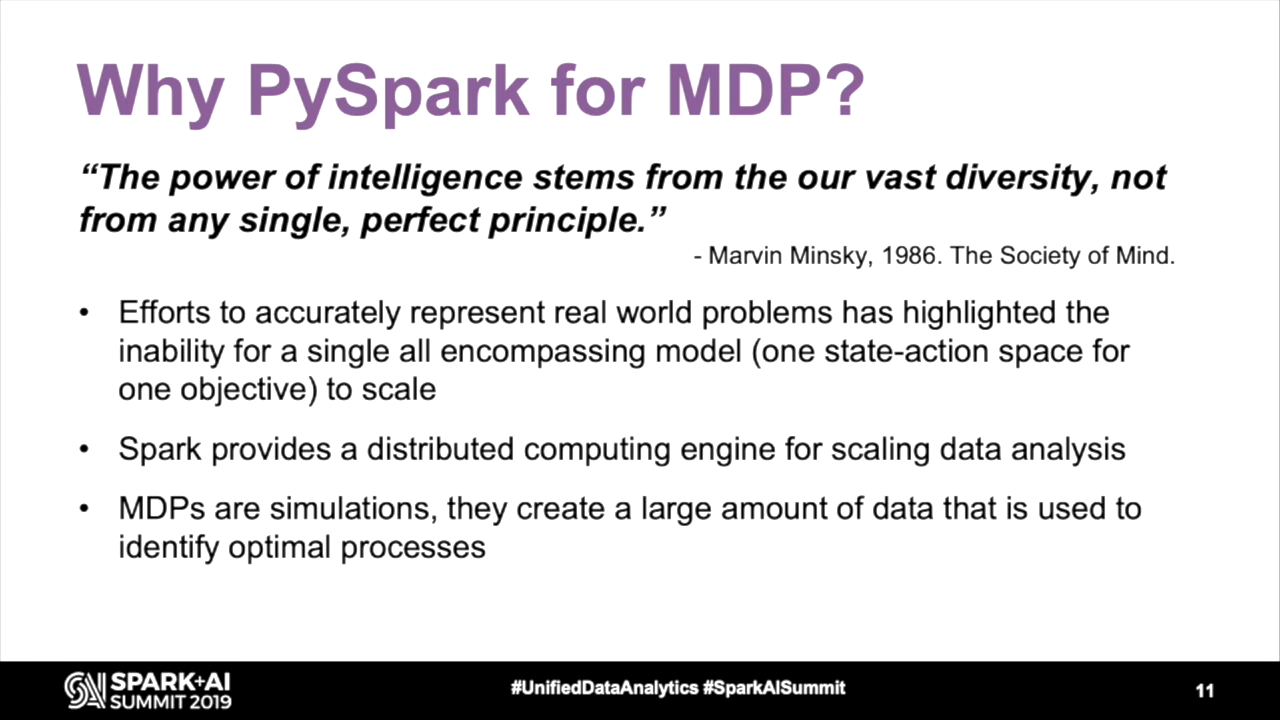 Why PySpark for MDP?
“The power of intelligence stems from the our vast diversity, not
from any single, perfect principle.”
- Marvin Minsky, 1986. The Society of Mind.
• Efforts to accurately represent real world problems has highlighted the
inability for a single all encompassing model (one state-action space for
one objective) to scale
• Spark provides a distributed computing engine for scaling data analysis
• MDPs are simulations, they create a large amount of data that is used to
identify optimal processes
SPARK+AI
SUMMIT 2019
#UnifiedDataAnalytics #SparkAISummit
11